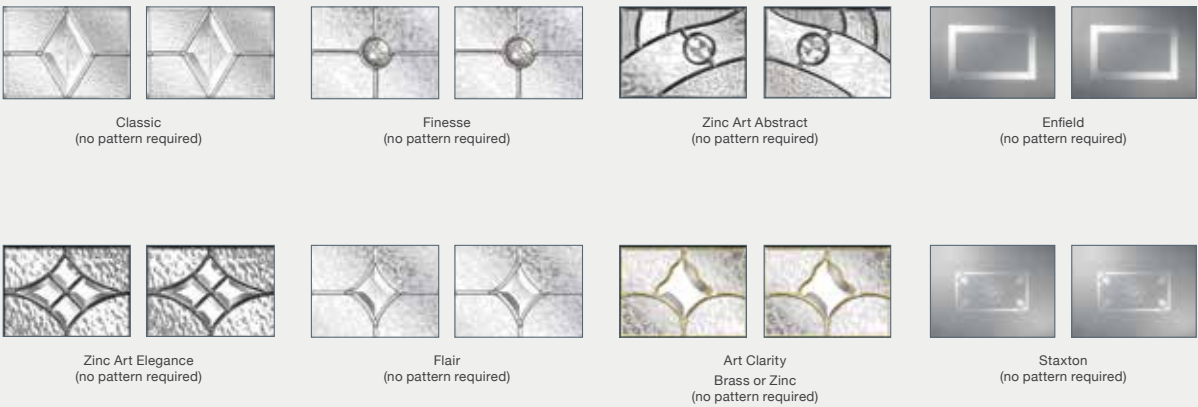 Classic
(no pattern required)
Finesse
(no pattern required)
Zinc Art Abstract
(no pattern required)
Enfield
(no pattern required)
Zinc Art Elegance
(no pattern required)
Flair
(no pattern required)
Art Clarity
Brass or Zinc
(no pattern required)
Staxton
(no pattern required)